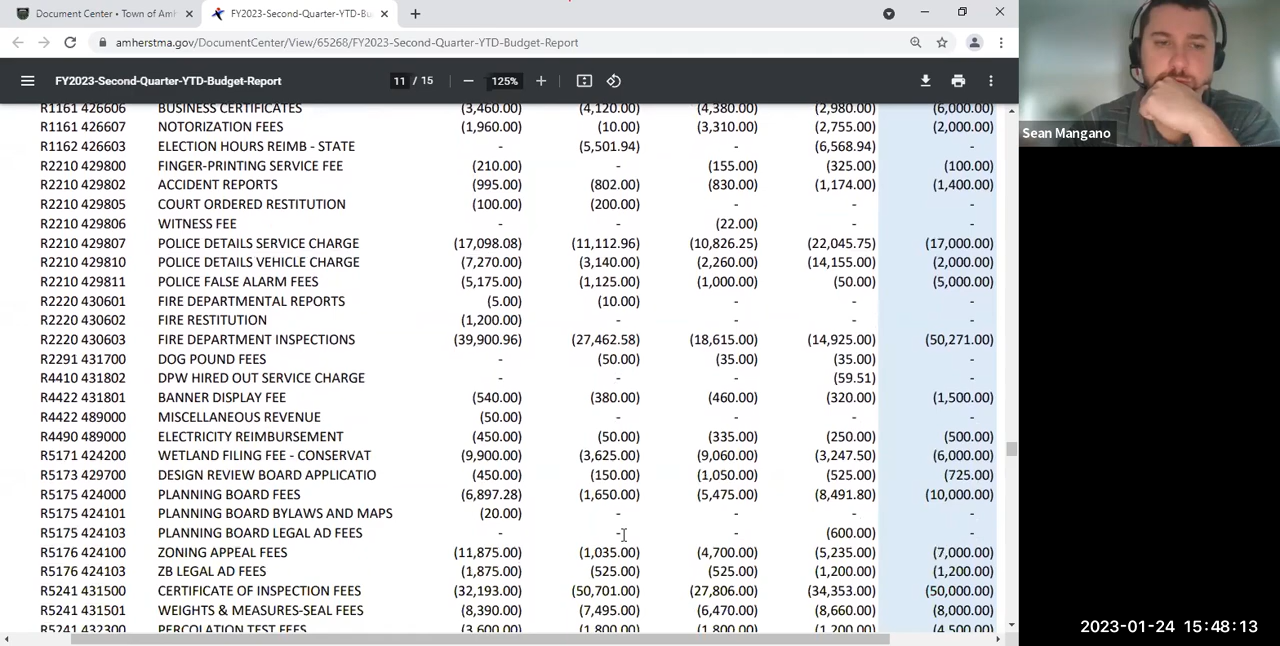 Document Center • Town of Amh
FY2023-Second-Quarter-YTD-Bu
amherstma.gov/DocumentCenter/View/65268/FY2023-Second-Quarter-YTD-Budget-Report
FY2023-Second-Quarter-YTD-Budget-Report 11 / 15 125%
R1161 426606 BUSINESS CERTIFICATES (3,460.00) (4,120.00) (4,380.00) (2,980.00) (6,000.00)
R1161 426607 NOTORIZATION FEES (1,960.00) (10.00) (3,310.00) (2,755.00) (2,000.00)
R1162 426603 ELECTION HOURS REIMB - STATE - (5,501.94) - (6,568.94) -
R2210 429800 FINGER-PRINTING SERVICE FEE (210.00) - (155.00) (325.00) (100.00)
R2210 429802 ACCIDENT REPORTS (995.00) (802.00) (830.00) (1,174.00) (1,400.00)
R2210 429805 COURT ORDERED RESTITUTION (100.00) (200.00) - - -
R2210 429806 WITNESS FEE - - (22.00) - -
R2210 429807 POLICE DETAILS SERVICE CHARGE (17,098.08) (11,112.96) (10,826.25) (22,045.75) (17,000.00)
R2210 429810 POLICE DETAILS VEHICLE CHARGE (7,270.00) (3,140.00) (2,260.00) (14,155.00) (2,000.00)
R2210 429811 POLICE FALSE ALARM FEES (5,175.00) (1,125.00) (1,000.00) (50.00) (5,000.00)
R2220 430601 FIRE DEPARTMENTAL REPORTS (5.00) (10.00) - - -
R2220 430602 FIRE RESTITUTION (1,200.00) - - - -
R2220 430603 FIRE DEPARTMENT INSPECTIONS (39,900.96) (27,462.58) (18,615.00) (14,925.00) (50,271.00)
R2291 431700 DOG POUND FEES - (50.00) (35.00) (35.00) -
R4410 431802 DPW HIRED OUT SERVICE CHARGE - - - (59.51) -
R4422 431801 BANNER DISPLAY FEE (540.00) (380.00) (460.00) (320.00) (1,500.00)
R4422 489000 MISCELLANEOUS REVENUE (50.00) - - - -
R4490 489000 ELECTRICITY REIMBURSEMENT (450.00) (50.00) (335.00) (250.00) (500.00)
R5171 424200 WETLAND FILING FEE - CONSERVAT (9,900.00) (3,625.00) (9,060.00) (3,247.50) (6,000.00)
R5173 429700 DESIGN REVIEW BOARD APPLICATIO (450.00) (150.00) (1,050.00) (525.00) (725.00)
R5175 424000 PLANNING BOARD FEES (6,897.28) (1,650.00) (5,475.00) (8,491.80) (10,000.00)
R5175 424101 PLANNING BOARD BYLAWS AND MAPS (20.00) - - - -
R5175 424103 PLANNING BOARD LEGAL AD FEES - - - (600.00) -
R5176 424100 ZONING APPEAL FEES (11,875.00) (1,035.00) (4,700.00) (5,235.00) (7,000.00)
R5176 424103 ZB LEGAL AD FEES (1,875.00) (525.00) (525.00) (1,200.00) (1,200.00)
R5241 431500 CERTIFICATE OF INSPECTION FEES (32,193.00) (50,701.00) (27,806.00) (34,353.00) (50,000.00)
R5241 431501 WEIGHTS & MEASURES-SEAL FEES (8,390.00) (7,495.00) (6,470.00) (8,660.00) (8,000.00)
R5241 432300 PERCOLATION TEST FEES (3,600.00) (1,800.00) (1,800.00) (1,200.00) (4,500.00)
Sean Mangano
2023-01-24 15:48:13